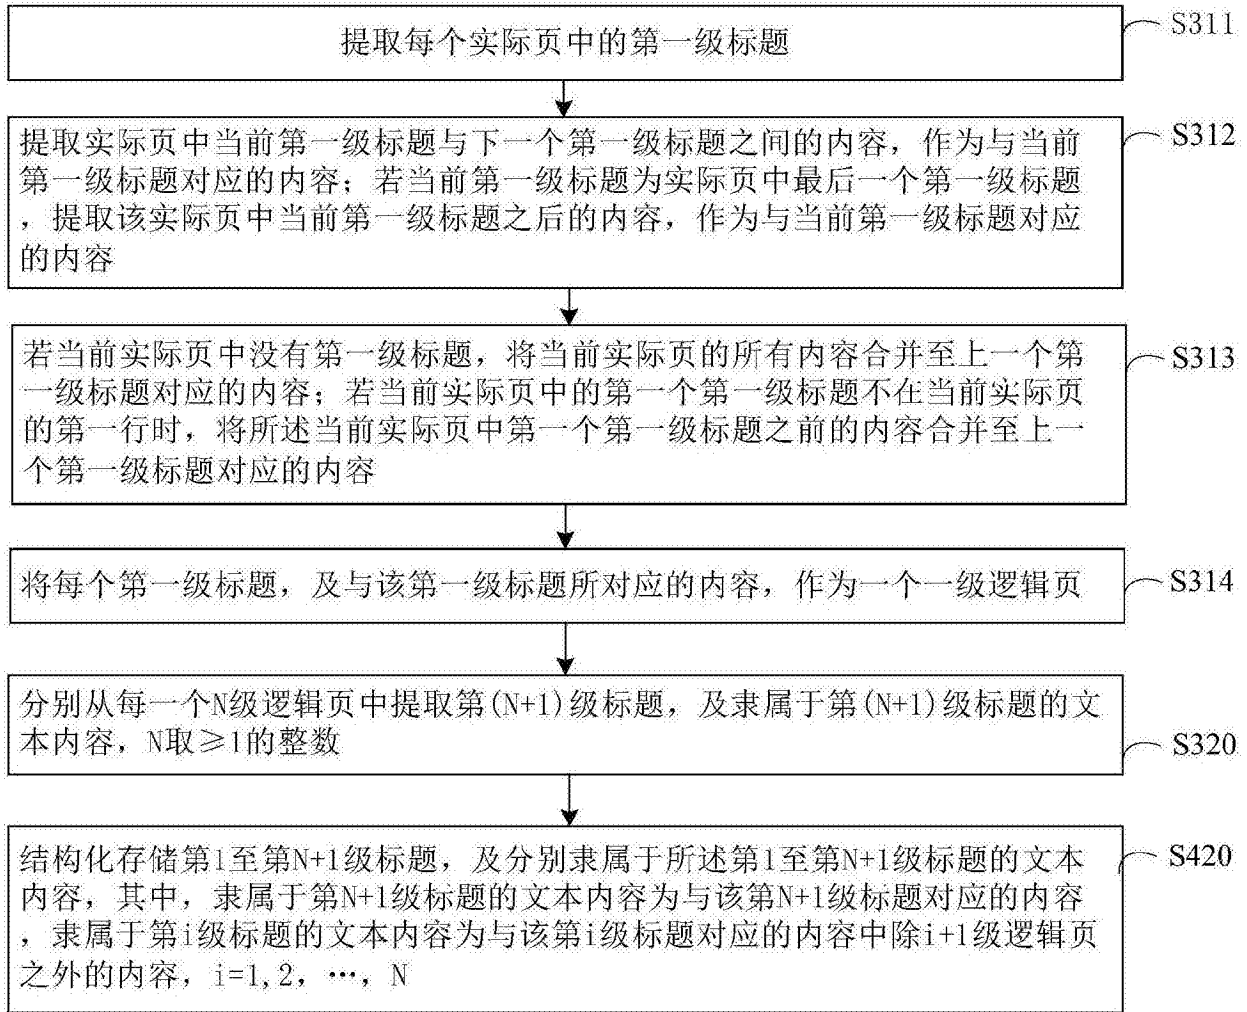 提取每个实际页中的第一级标题
S311
提取实际页中当前第一级标题与下一个第一级标题之间的内容，作为与当前
第一级标题对应的内容；若当前第一级标题为实际页中最后一个第一级标题
，提取该实际页中当前第一级标题之后的内容，作为与当前第一级标题对应
的内容
S312
若当前实际页中没有第一级标题，将当前实际页的所有内容合并至上一个第
一级标题对应的内容；若当前实际页中的第一个第一级标题不在当前实际页
的第一行时，将所述当前实际页中第一个第一级标题之前的内容合并至上一
个第一级标题对应的内容
S313
将每个第一级标题，及与该第一级标题所对应的内容，作为一个一级逻辑页
S314
分别从每一个N级逻辑页中提取第(N+1)级标题，及隶属于第(N+1)级标题的文
本内容，N取≥1的整数
S320
结构化存储第1至第N+1级标题，及分别隶属于所述第1至第N+1级标题的文本
内容，其中，隶属于第N+1级标题的文本内容为与该第N+1级标题对应的内容
，隶属于第i级标题的文本内容为与该第i级标题对应的内容中除i+1级逻辑页
之外的内容，i=1,2，…，N
S420